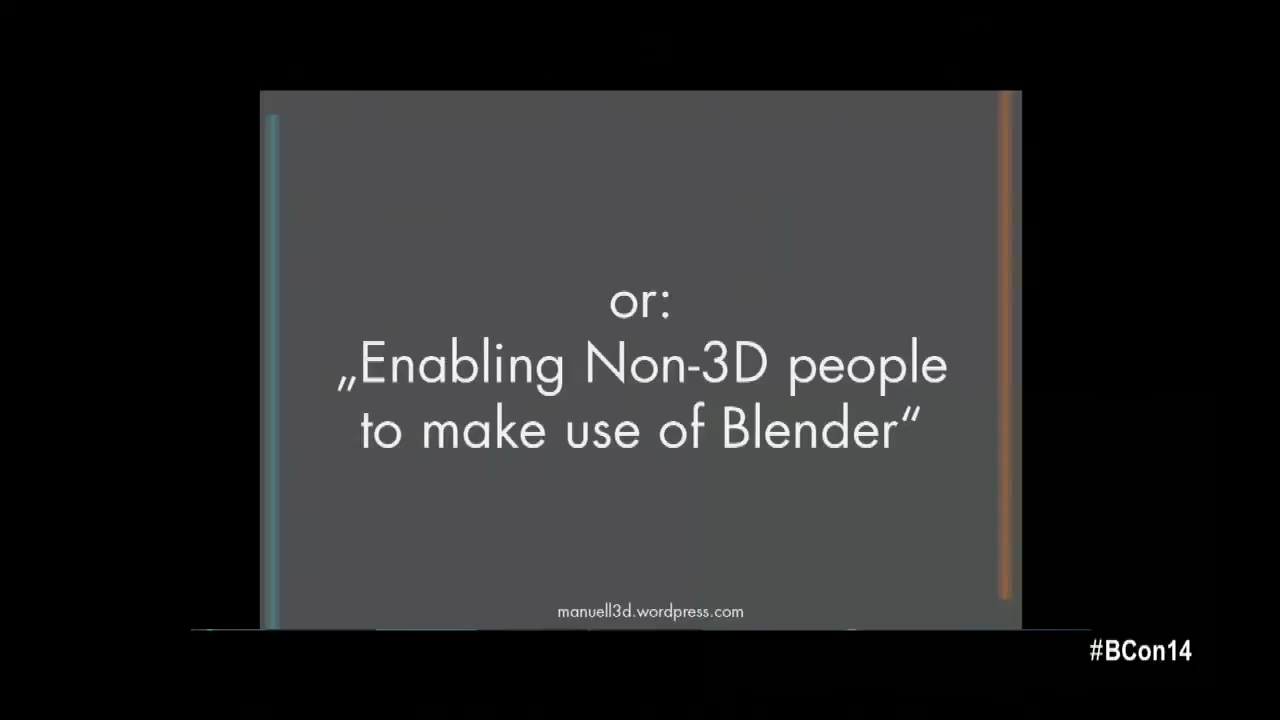 or:
„Enabling Non-3D people
to make use of Blender“
manuell3d.wordpress.com
#BCon14